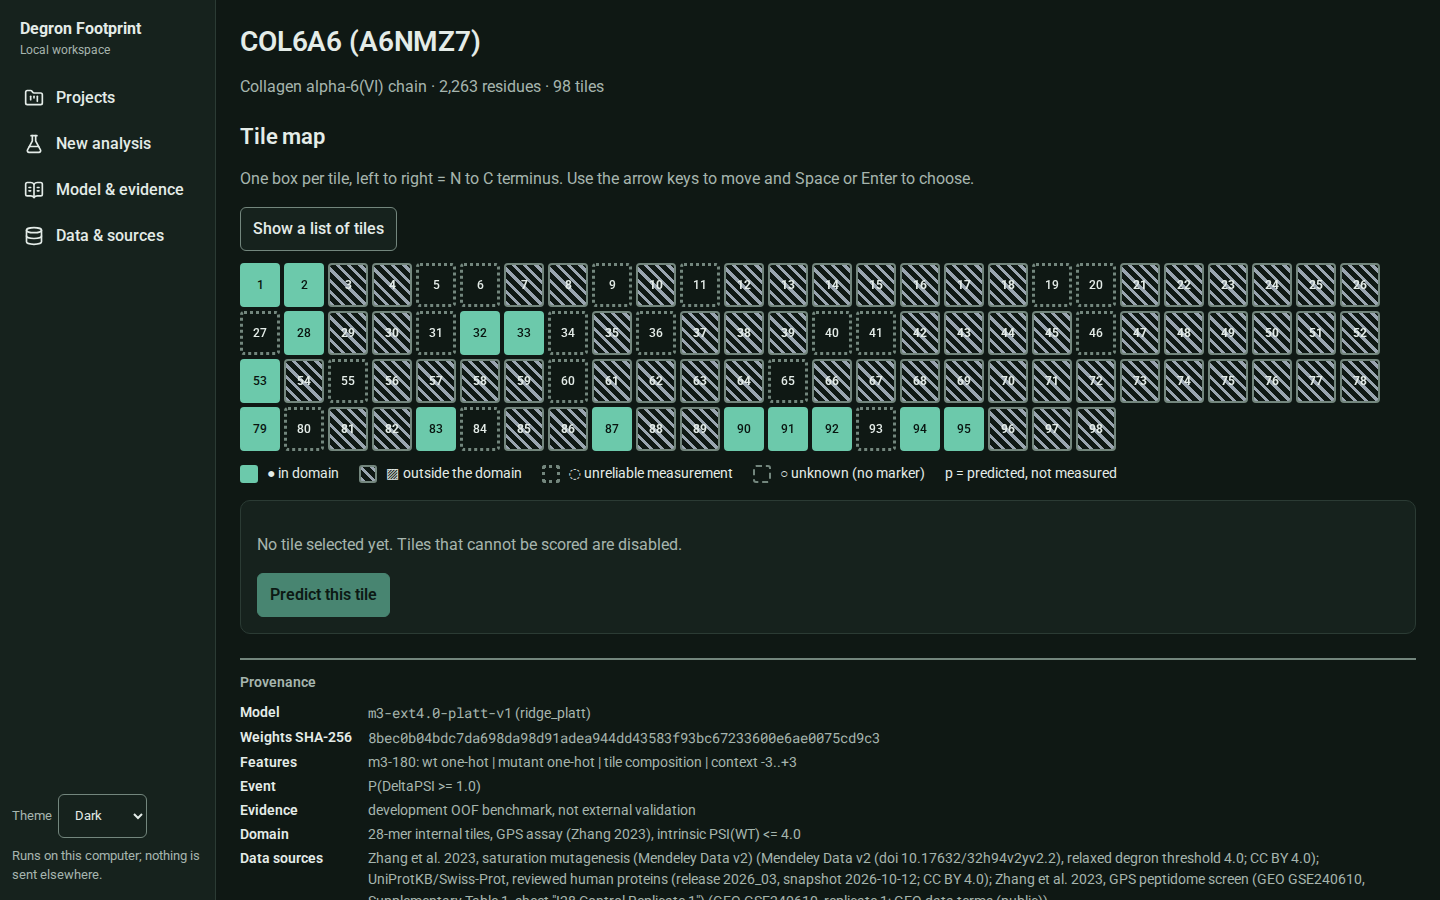 Degron Footprint
Local workspace
Projects
New analysis
Model & evidence
Data & sources
Theme Dark
Runs on this computer; nothing is
sent elsewhere.
COL6A6 (A6NMZ7)
Collagen alpha-6(VI) chain · 2,263 residues · 98 tiles
Tile map
One box per tile, left to right = N to C terminus. Use the arrow keys to move and Space or Enter to choose.
Show a list of tiles
1 2 3 4 5 6 7 8 9 10 11 12 13 14 15 16 17 18 19 20 21 22 23 24 25 26
27 28 29 30 31 32 33 34 35 36 37 38 39 40 41 42 43 44 45 46 47 48 49 50 51 52
53 54 55 56 57 58 59 60 61 62 63 64 65 66 67 68 69 70 71 72 73 74 75 76 77 78
79 80 81 82 83 84 85 86 87 88 89 90 91 92 93 94 95 96 97 98
● in domain ▨ outside the domain ◌ unreliable measurement ○ unknown (no marker) p = predicted, not measured
No tile selected yet. Tiles that cannot be scored are disabled.
Predict this tile
Provenance
Model m3-ext4.0-platt-v1 (ridge_platt)
Weights SHA-256 8bec0b04bdc7da698da98d91adea944dd43583f93bc67233600e6ae0075cd9c3
Features m3-180: wt one-hot | mutant one-hot | tile composition | context -3..+3
Event P(DeltaPSI >= 1.0)
Evidence development OOF benchmark, not external validation
Domain 28-mer internal tiles, GPS assay (Zhang 2023), intrinsic PSI(WT) <= 4.0
Data sources Zhang et al. 2023, saturation mutagenesis (Mendeley Data v2) (Mendeley Data v2 (doi 10.17632/32h94v2yv2.2), relaxed degron threshold 4.0; CC BY 4.0);
UniProtKB/Swiss-Prot, reviewed human proteins (release 2026_03, snapshot 2026-10-12; CC BY 4.0); Zhang et al. 2023, GPS peptidome screen (GEO GSE240610,